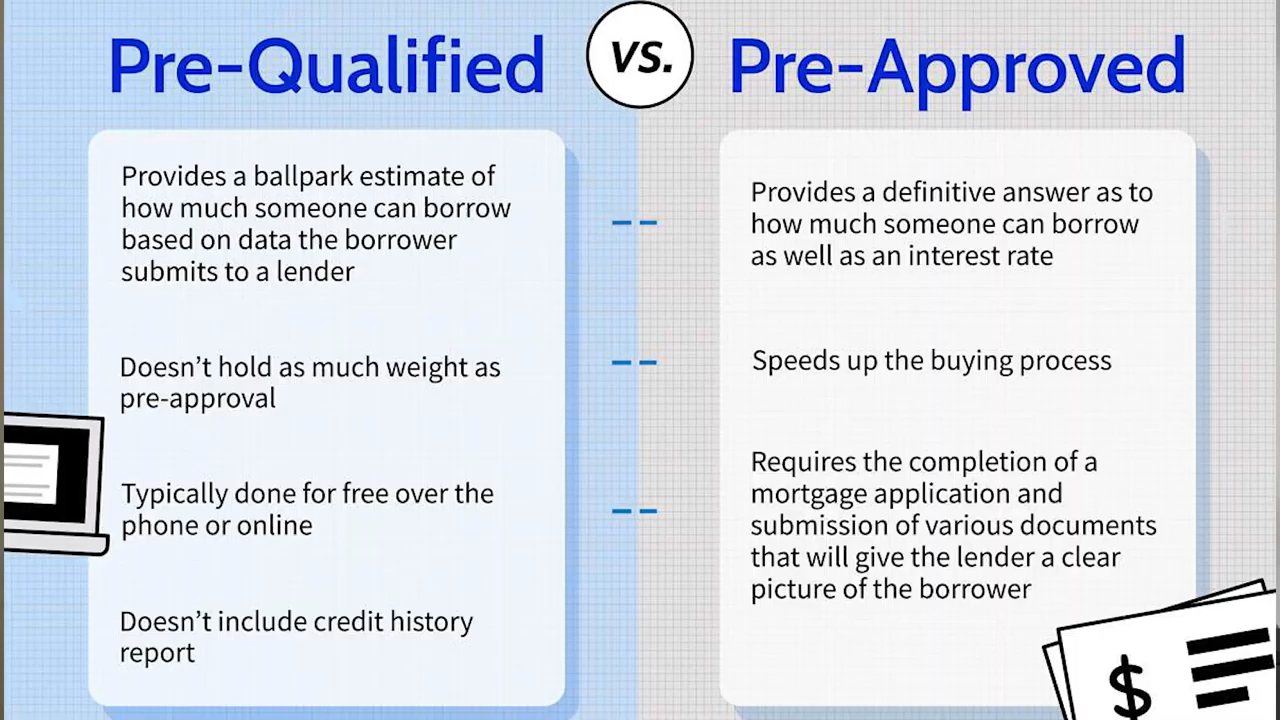 Pre-Qualified
VS.
Pre-Approved
Provides a ballpark estimate of
how much someone can borrow
based on data the borrower
submits to a lender
Doesn’t hold as much weight as
pre-approval
Typically done for free over the
phone or online
Doesn’t include credit history
report
Provides a definitive answer as to
how much someone can borrow
as well as an interest rate
Speeds up the buying process
Requires the completion of a
mortgage application and
submission of various documents
that will give the lender a clear
picture of the borrower
$